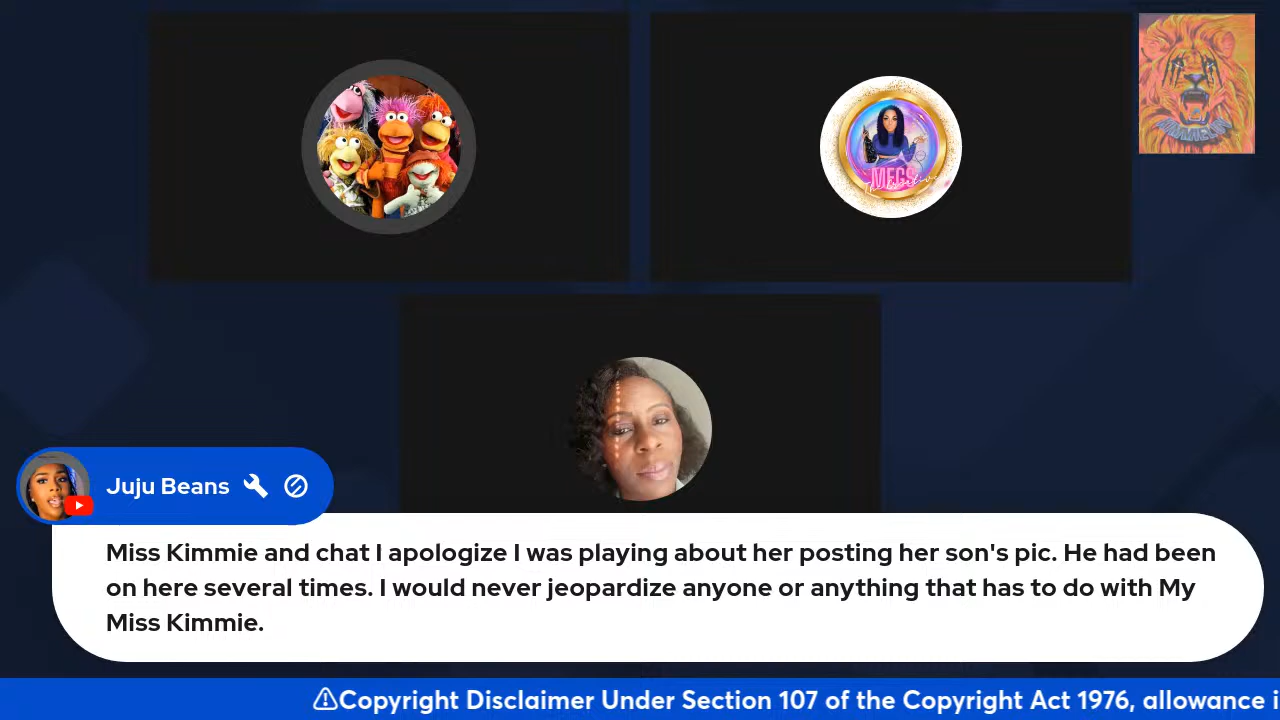 MEGS
Juju Beans
Miss Kimmie and chat I apologize I was playing about her posting her son's pic. He had been
on here several times. I would never jeopardize anyone or anything that has to do with My
Miss Kimmie.
⚠Copyright Disclaimer Under Section 107 of the Copyright Act 1976, allowance i